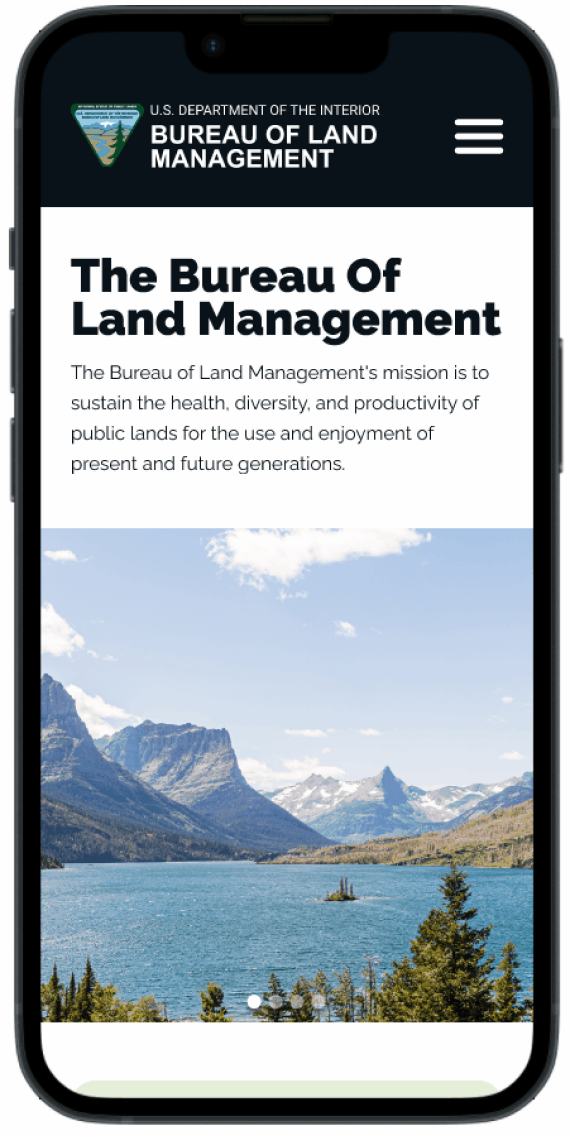 U.S. DEPARTMENT OF THE INTERIOR
BUREAU OF LAND
MANAGEMENT
The Bureau Of
Land Management
The Bureau of Land Management's mission is to
sustain the health, diversity, and productivity of
public lands for the use and enjoyment of
present and future generations.